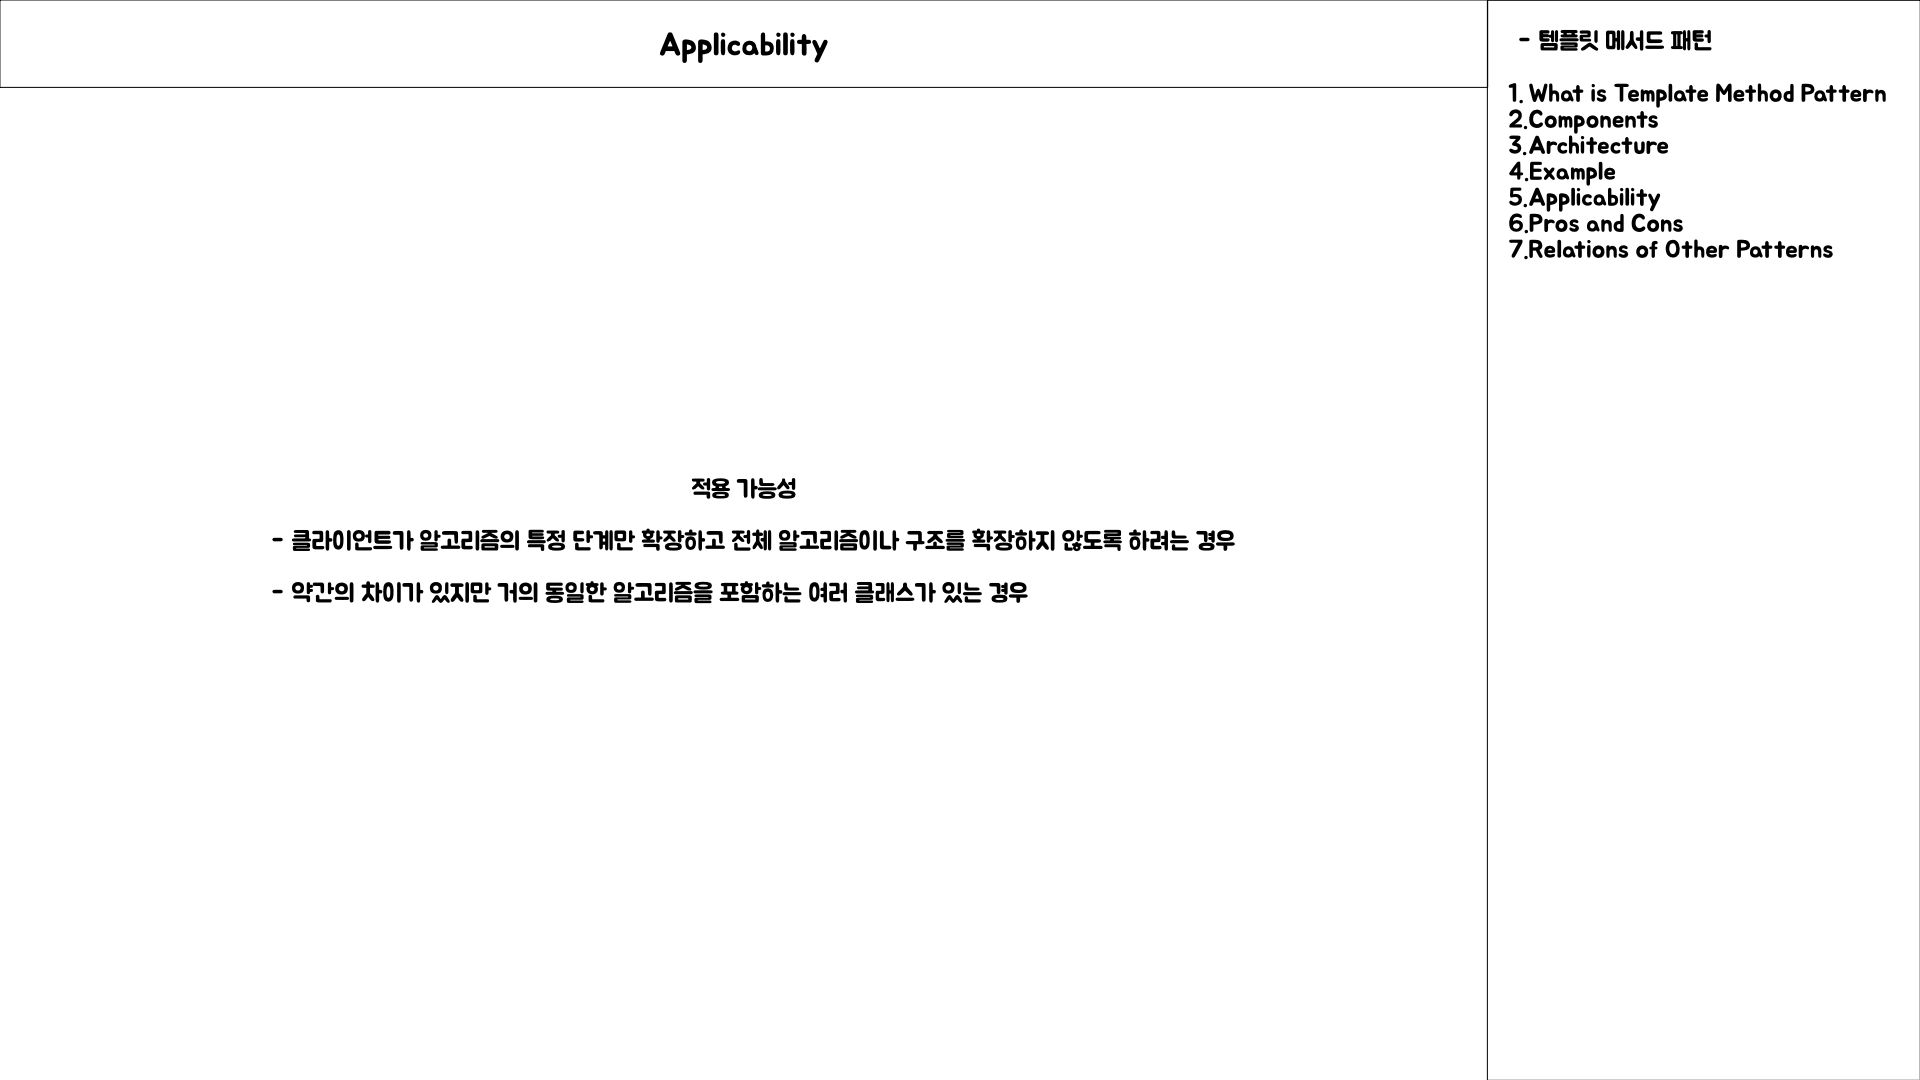 Applicability
적용 가능성
- 클라이언트가 알고리즘의 특정 단계만 확장하고 전체 알고리즘이나 구조를 확장하지 않도록 하려는 경우
- 약간의 차이가 있지만 거의 동일한 알고리즘을 포함하는 여러 클래스가 있는 경우
- 템플릿 메서드 패턴
1. What is Template Method Pattern
2.Components
3.Architecture
4.Example
5.Applicability
6.Pros and Cons
7.Relations of Other Patterns